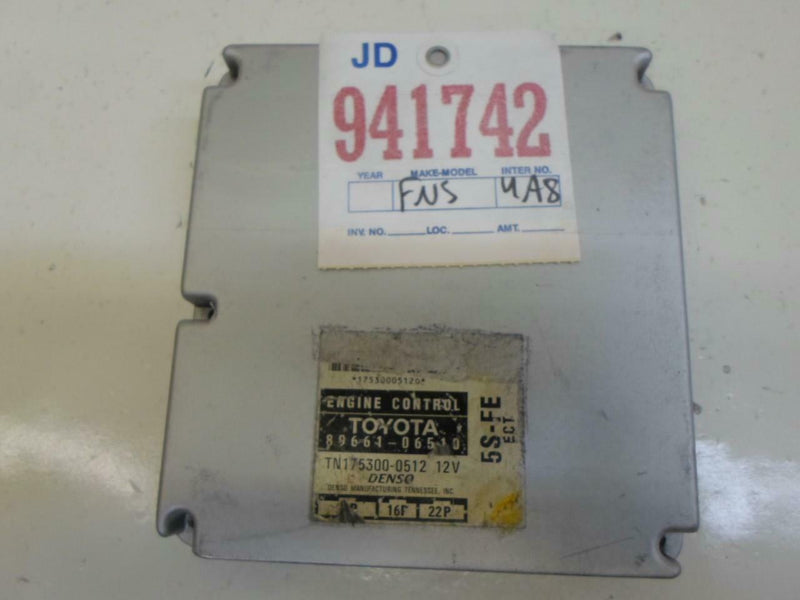 JD
941742
YEAR MAKE-MODEL INTER NO.
FNS 4A8
INV. NO. LOC. AMT.
*17530005120*
ENGINE CONTROL
TOYOTA
89661-06510
TN175300-0512 12V
DENSO
DENSO MANUFACTURING TENNESSEE, INC.
16P 22P
5S-FE
ECT